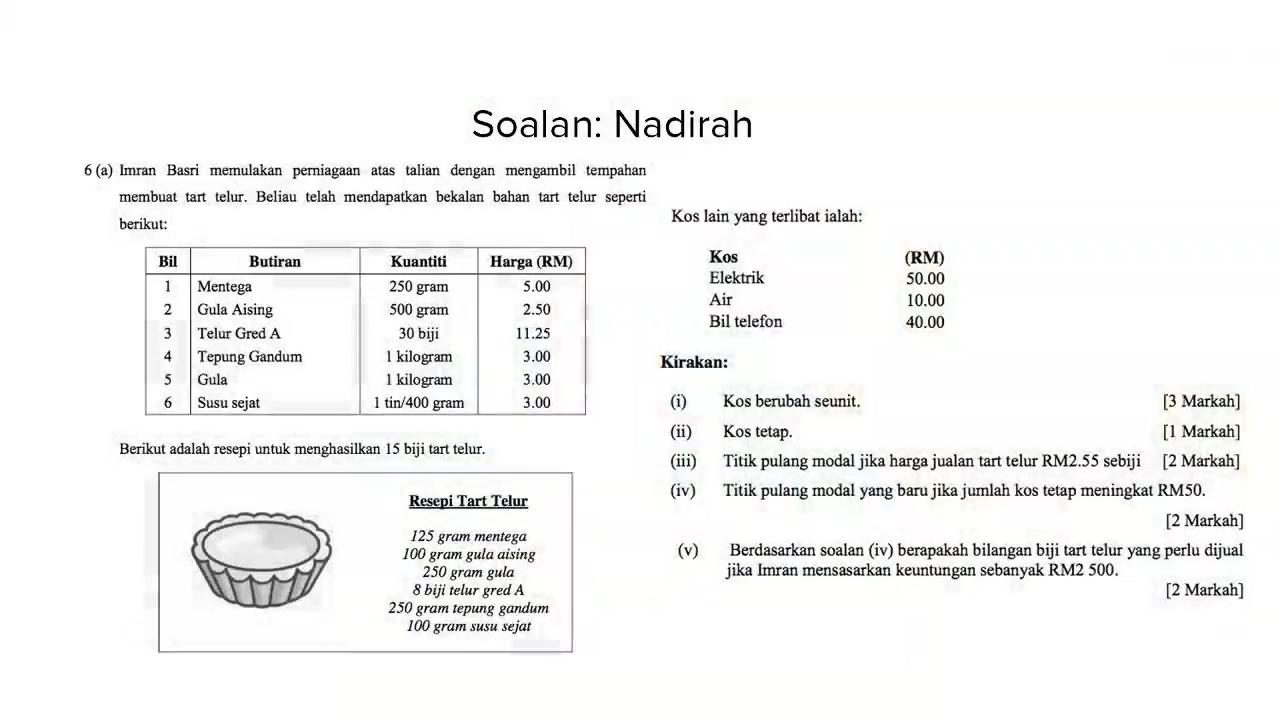 Soalan: Nadirah
6 (a) Imran Basri memulakan perniagaan atas talian dengan mengambil tempahan
membuat tart telur. Beliau telah mendapatkan bekalan bahan tart telur seperti
berikut:
Bil Butiran Kuantiti Harga (RM)
1 Mentega 250 gram 5.00
2 Gula Aising 500 gram 2.50
3 Telur Gred A 30 biji 11.25
4 Tepung Gandum 1 kilogram 3.00
5 Gula 1 kilogram 3.00
6 Susu sejat 1 tin/400 gram 3.00
Berikut adalah resepi untuk menghasilkan 15 biji tart telur.
Resepi Tart Telur
125 gram mentega
100 gram gula aising
250 gram gula
8 biji telur gred A
250 gram tepung gandum
100 gram susu sejat
Kos lain yang terlibat ialah:
Kos (RM)
Elektrik 50.00
Air 10.00
Bil telefon 40.00
Kirakan:
(i) Kos berubah seunit. [3 Markah]
(ii) Kos tetap. [1 Markah]
(iii) Titik pulang modal jika harga jualan tart telur RM2.55 sebiji [2 Markah]
(iv) Titik pulang modal yang baru jika jumlah kos tetap meningkat RM50.
[2 Markah]
(v) Berdasarkan soalan (iv) berapakah bilangan biji tart telur yang perlu dijual
jika Imran mensasarkan keuntungan sebanyak RM2 500.
[2 Markah]